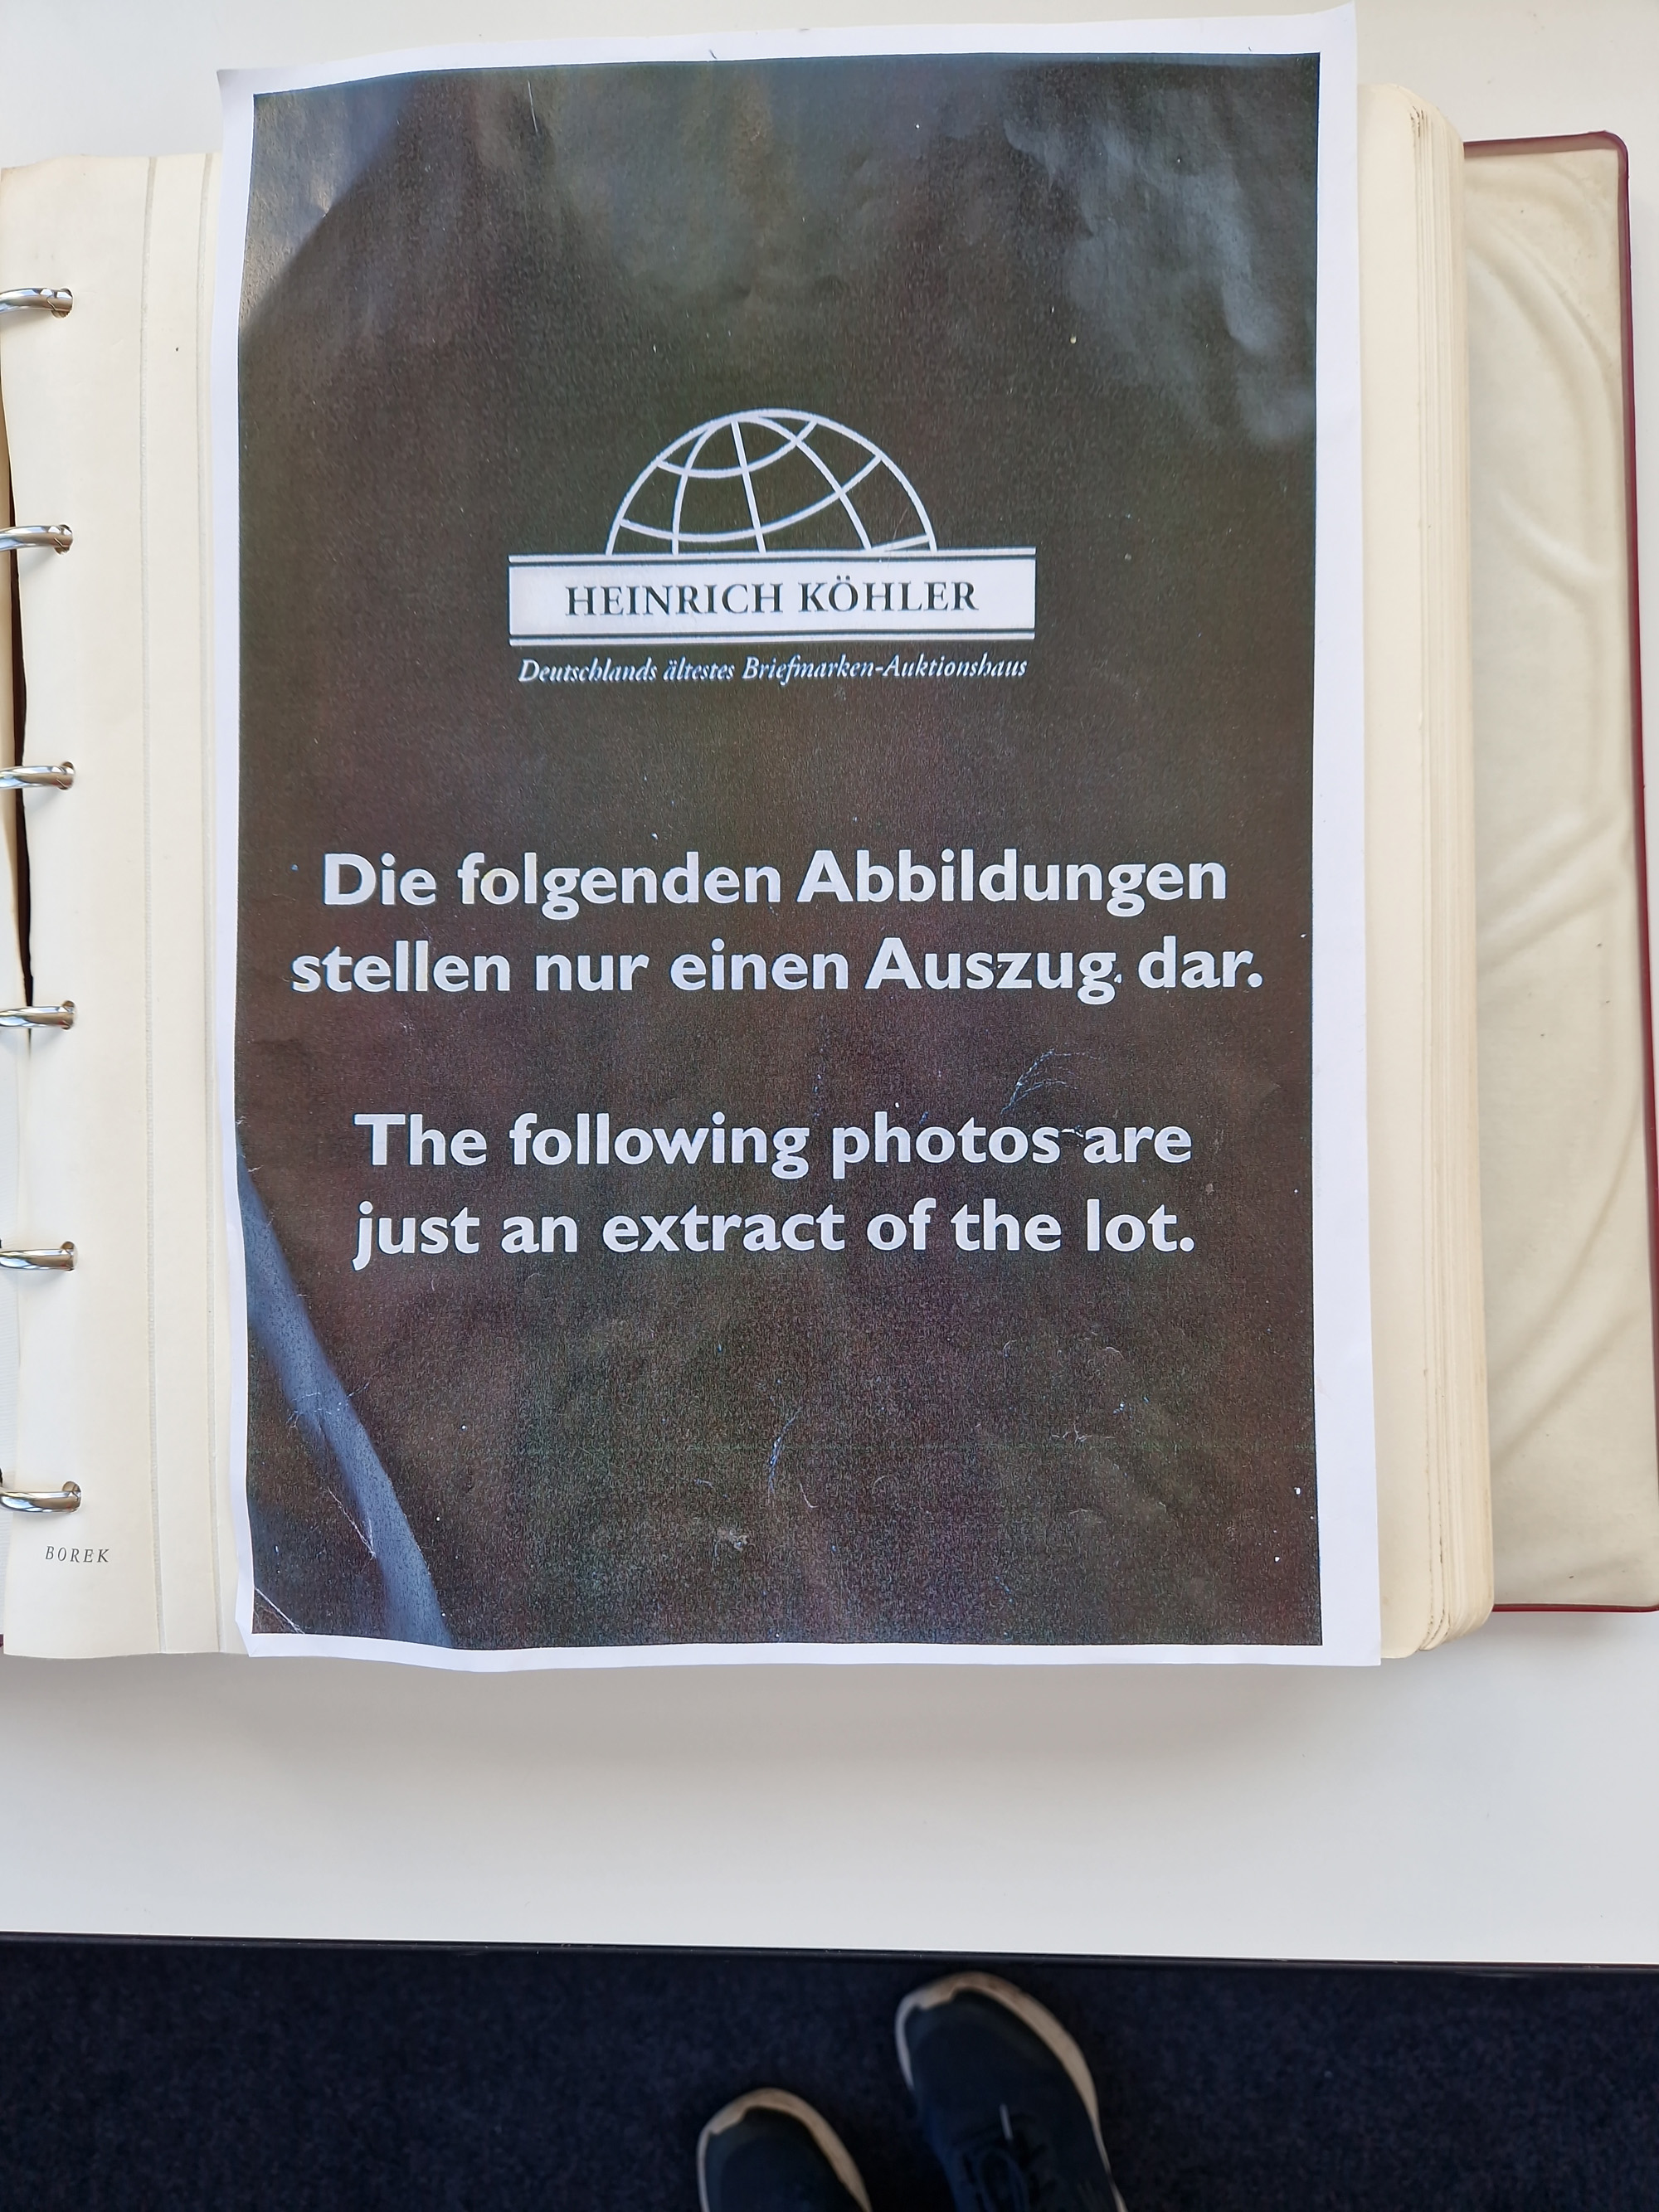 HEINRICH KÖHLER
Deutschlands ältestes Briefmarken-Auktionshaus
Die folgenden Abbildungen
stellen nur einen Auszug dar.
The following photos are
just an extract of the lot.
BOREK